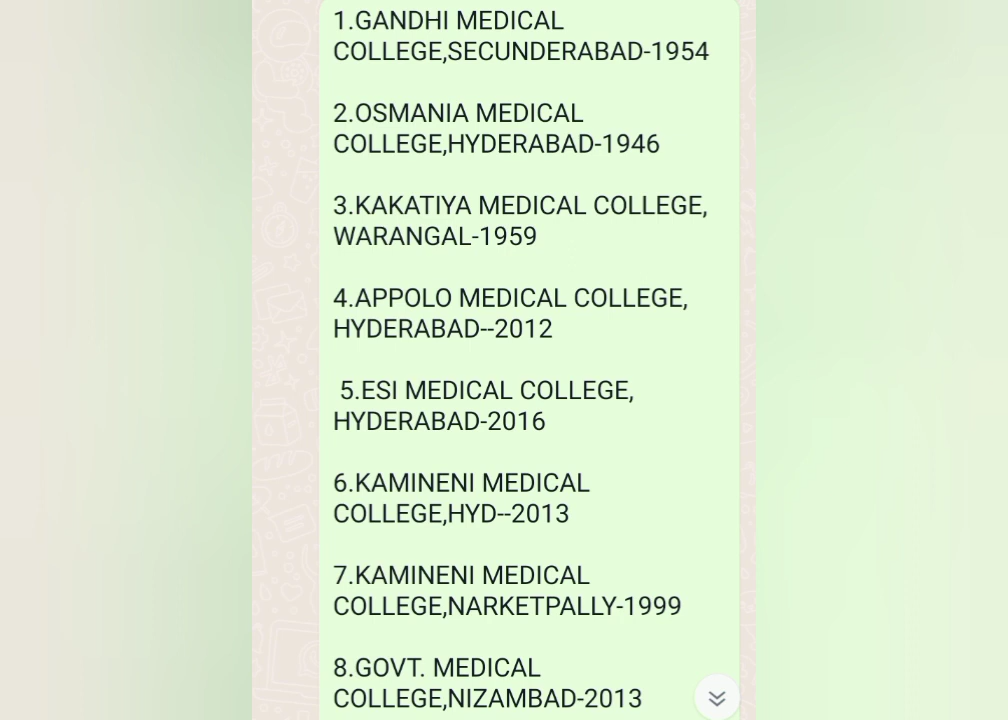 1.GANDHI MEDICAL
COLLEGE,SECUNDERABAD-1954
2.OSMANIA MEDICAL
COLLEGE,HYDERABAD-1946
3.KAKATIYA MEDICAL COLLEGE,
WARANGAL-1959
4.APPOLO MEDICAL COLLEGE,
HYDERABAD--2012
5.ESI MEDICAL COLLEGE,
HYDERABAD-2016
6.KAMINENI MEDICAL
COLLEGE,HYD--2013
7.KAMINENI MEDICAL
COLLEGE,NARKETPALLY-1999
8.GOVT. MEDICAL
COLLEGE,NIZAMBAD-2013